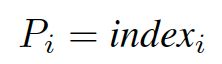 P_i = index_i